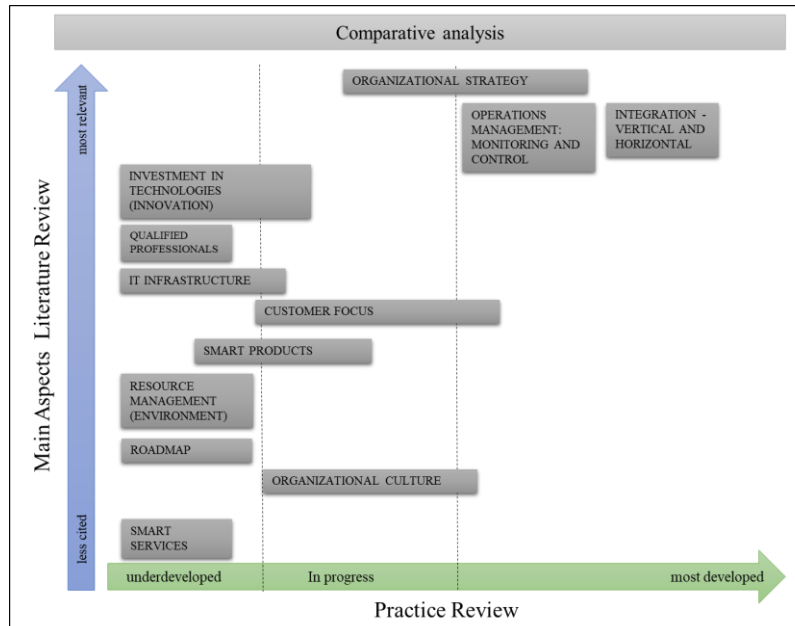 Comparative analysis
most relevant
ORGANIZATIONAL STRATEGY
OPERATIONS
MANAGEMENT:
MONITORING AND
CONTROL
INTEGRATION -
VERTICAL AND
HORIZONTAL
INVESTMENT IN
TECHNOLOGIES
(INNOVATION)
QUALIFIED
PROFESSIONALS
IT INFRASTRUCTURE
CUSTOMER FOCUS
SMART PRODUCTS
RESOURCE
MANAGEMENT
(ENVIRONMENT)
ROADMAP
ORGANIZATIONAL CULTURE
SMART
SERVICES
Main Aspects Literature Review
less cited
underdeveloped
In progress
most developed
Practice Review